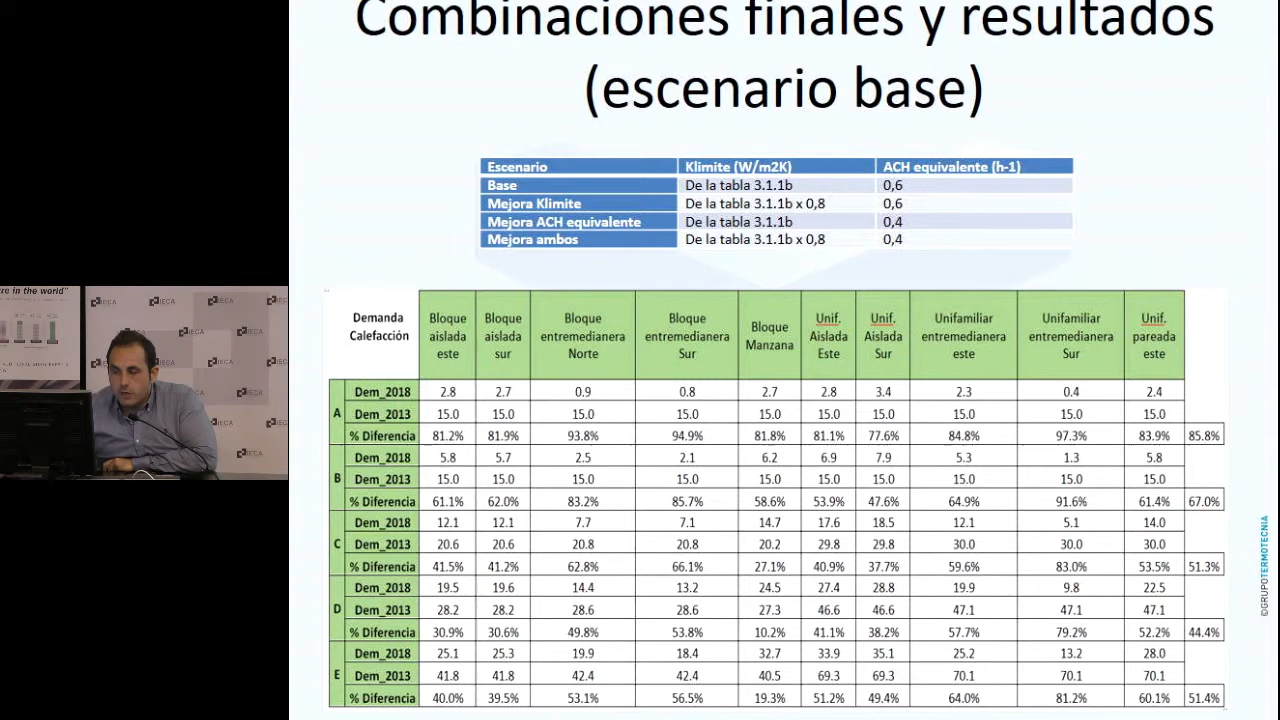 Combinaciones finales y resultados
(escenario base)
Escenario Klimite (W/m2K) ACH equivalente (h-1)
Base De la tabla 3.1.1b 0,6
Mejora Klimite De la tabla 3.1.1b x 0,8 0,6
Mejora ACH equivalente De la tabla 3.1.1b 0,4
Mejora ambos De la tabla 3.1.1b x 0,8 0,4
Demanda Calefacción Bloque aislada este Bloque aislada sur Bloque entremedianera Norte Bloque entremedianera Sur Bloque Manzana Unif. Aislada Este Unif. Aislada Sur Unifamiliar entremedianera este Unifamiliar entremedianera Sur Unif. pareada este
A
Dem_2018 2.8 2.7 0.9 0.8 2.7 2.8 3.4 2.3 0.4 2.4
Dem_2013 15.0 15.0 15.0 15.0 15.0 15.0 15.0 15.0 15.0 15.0
% Diferencia 81.2% 81.9% 93.8% 94.9% 81.8% 81.1% 77.6% 84.8% 97.3% 83.9% 85.8%
B
Dem_2018 5.8 5.7 2.5 2.1 6.2 6.9 7.9 5.3 1.3 5.8
Dem_2013 15.0 15.0 15.0 15.0 15.0 15.0 15.0 15.0 15.0 15.0
% Diferencia 61.1% 62.0% 83.2% 85.7% 58.6% 53.9% 47.6% 64.9% 91.6% 61.4% 67.0%
C
Dem_2018 12.1 12.1 7.7 7.1 14.7 17.6 18.5 12.1 5.1 14.0
Dem_2013 20.6 20.6 20.8 20.8 20.2 29.8 29.8 30.0 30.0 30.0
% Diferencia 41.5% 41.2% 62.8% 66.1% 27.1% 40.9% 37.7% 59.6% 83.0% 53.5% 51.3%
D
Dem_2018 19.5 19.6 14.4 13.2 24.5 27.4 28.8 19.9 9.8 22.5
Dem_2013 28.2 28.2 28.6 28.6 27.3 46.6 46.6 47.1 47.1 47.1
% Diferencia 30.9% 30.6% 49.8% 53.8% 10.2% 41.1% 38.2% 57.7% 79.2% 52.2% 44.4%
E
Dem_2018 25.1 25.3 19.9 18.4 32.7 33.9 35.1 25.2 13.2 28.0
Dem_2013 41.8 41.8 42.4 42.4 40.5 69.3 69.3 70.1 70.1 70.1
% Diferencia 40.0% 39.5% 53.1% 56.5% 19.3% 51.2% 49.4% 64.0% 81.2% 60.1% 51.4%
©GRUPOTERMOTECNIA
re in the world"
IECA
IECA
IECA
IECA
IECA
IECA
IECA
IECA
IECA